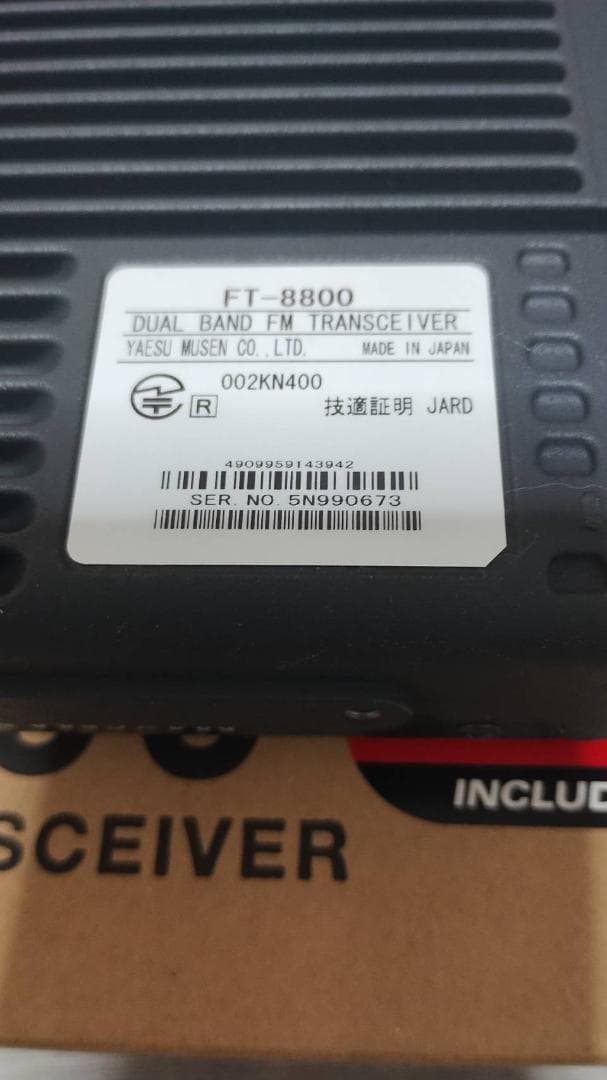 FT-8800
DUAL BAND FM TRANSCEIVER
YAESU MUSEN CO.,LTD. MADE IN JAPAN
002KN400
R 技適証明 JARD
4909959143942
SER. NO. 5N990673
SCEIVER
INCLUD